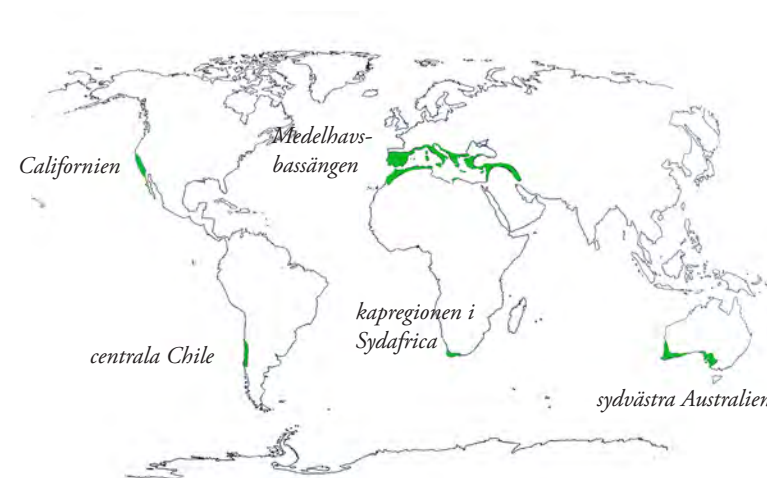 Medelhavs-
bassängen
Californien
kapregionen i
Sydafrica
centrala Chile
sydvästra Australien